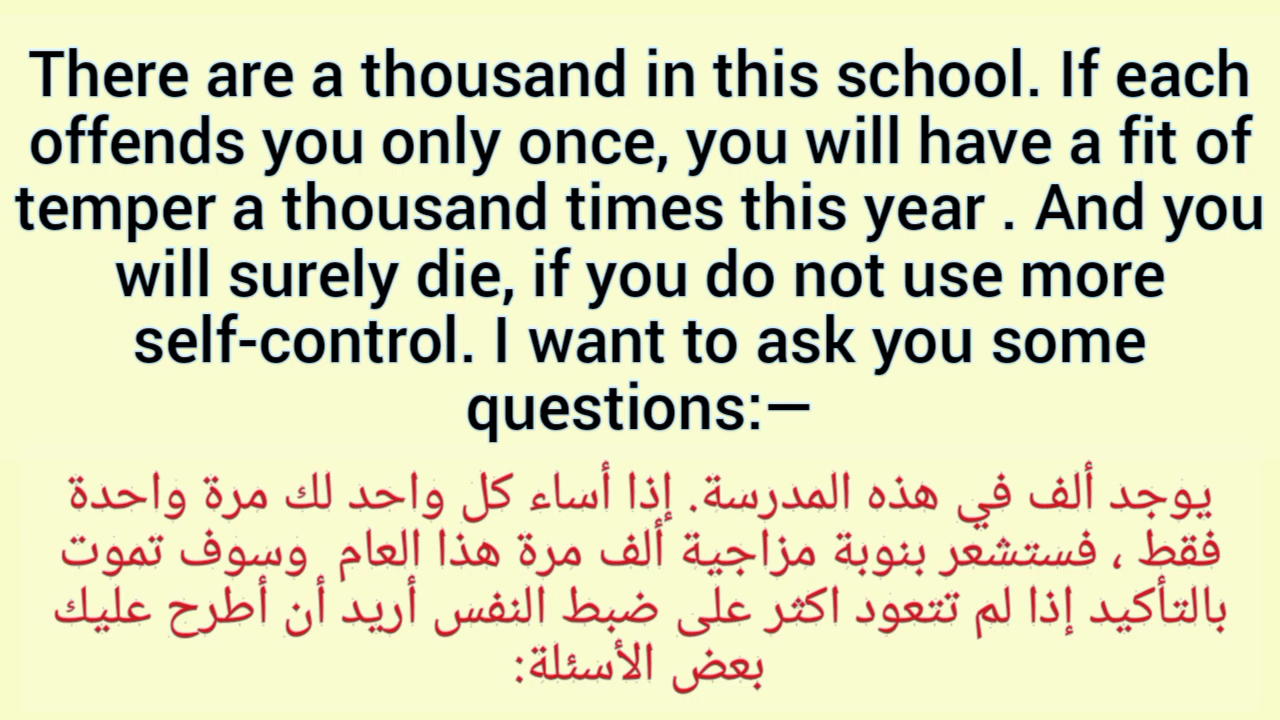 There are a thousand in this school. If each
offends you only once, you will have a fit of
temper a thousand times this year . And you
will surely die, if you do not use more
self-control. I want to ask you some
questions:—
يوجد ألف في هذه المدرسة. إذا أساء كل واحد لك مرة واحدة
فقط ، فستشعر بنوبة مزاجية ألف مرة هذا العام وسوف تموت
بالتأكيد إذا لم تتعود اكثر على ضبط النفس أريد أن أطرح عليك
بعض الأسئلة: